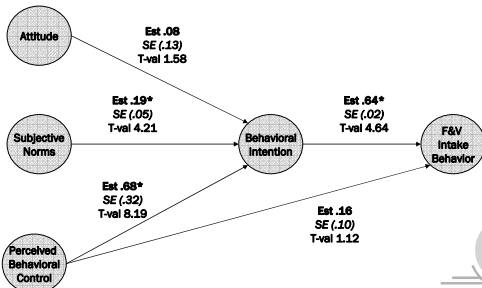 Attitude
Est .08
SE (.13)
T-val 1.58
Est .19*
SE (.05)
T-val 4.21
Subjective
Norms
Behavioral
Intention
Est .64*
SE (.02)
T-val 4.64
F&V
Intake
Behavior
Est .68*
SE (.32)
T-val 8.19
Est .16
SE (.10)
T-val 1.12
Perceived
Behavioral
Control